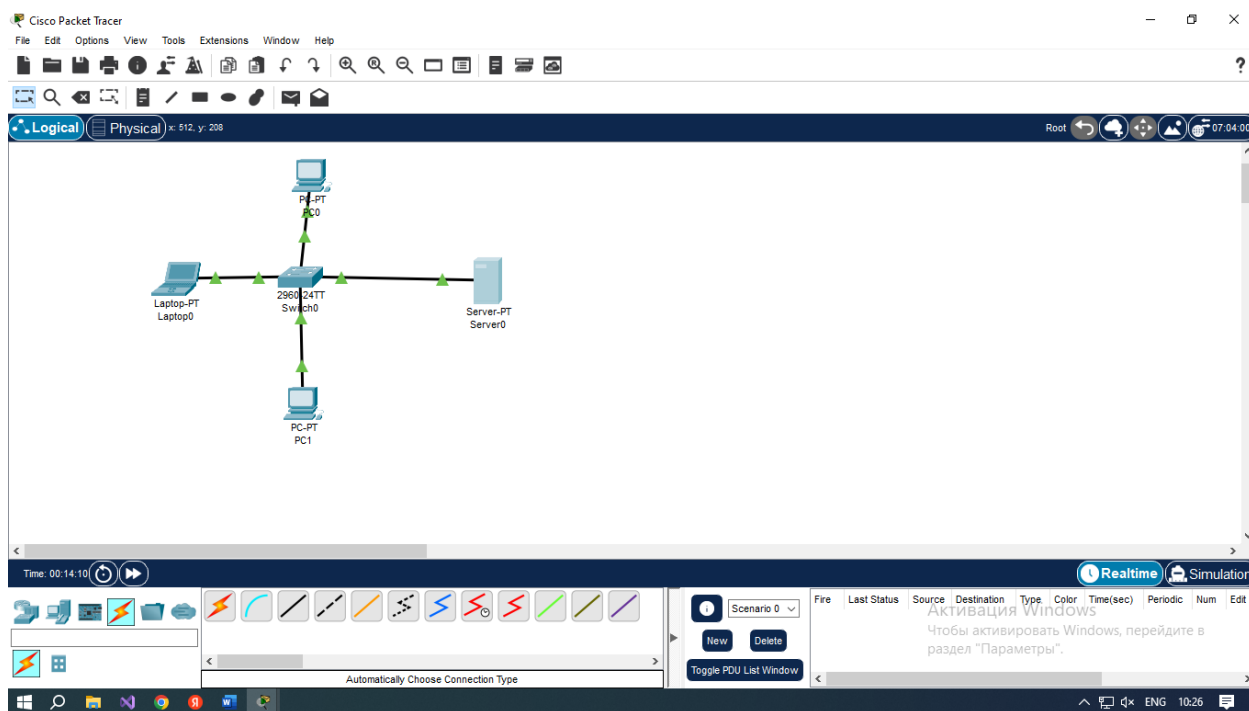 Cisco Packet Tracer
File Edit Options View Tools Extensions Window Help
?
Logical Physical x: 512, y: 208 Root 07:04:00
PC-PT
PC0
Laptop-PT
Laptop0
2960-24TT
Switch0
Server-PT
Server0
PC-PT
PC1
Time: 00:14:10 Realtime Simulation
Scenario 0
New Delete
Toggle PDU List Window
Fire Last Status Source Destination Type Color Time(sec) Periodic Num Edit
Активация Windows
Чтобы активировать Windows, перейдите в
раздел "Параметры".
Automatically Choose Connection Type
ENG 10:26